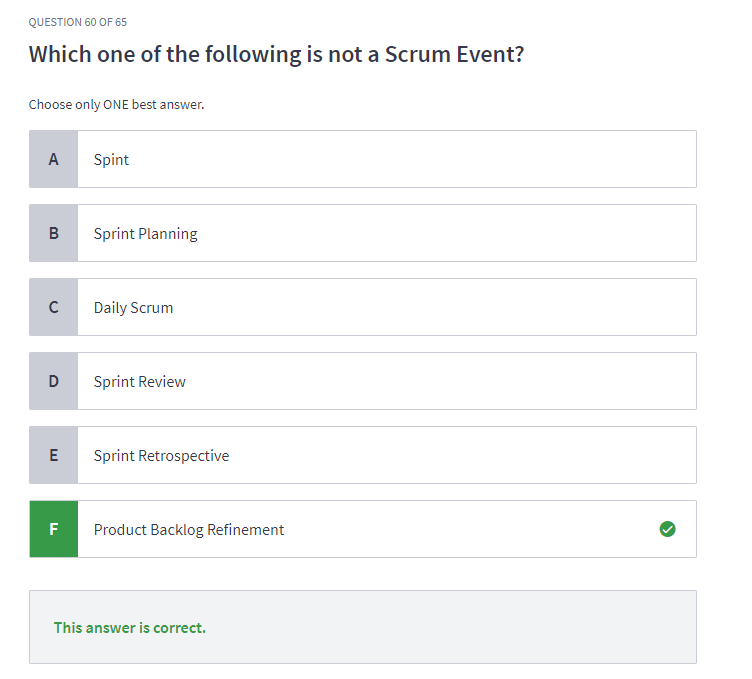 QUESTION 60 OF 65
Which one of the following is not a Scrum Event?
Choose only ONE best answer.
A Spint
B Sprint Planning
C Daily Scrum
D Sprint Review
E Sprint Retrospective
F Product Backlog Refinement
This answer is correct.